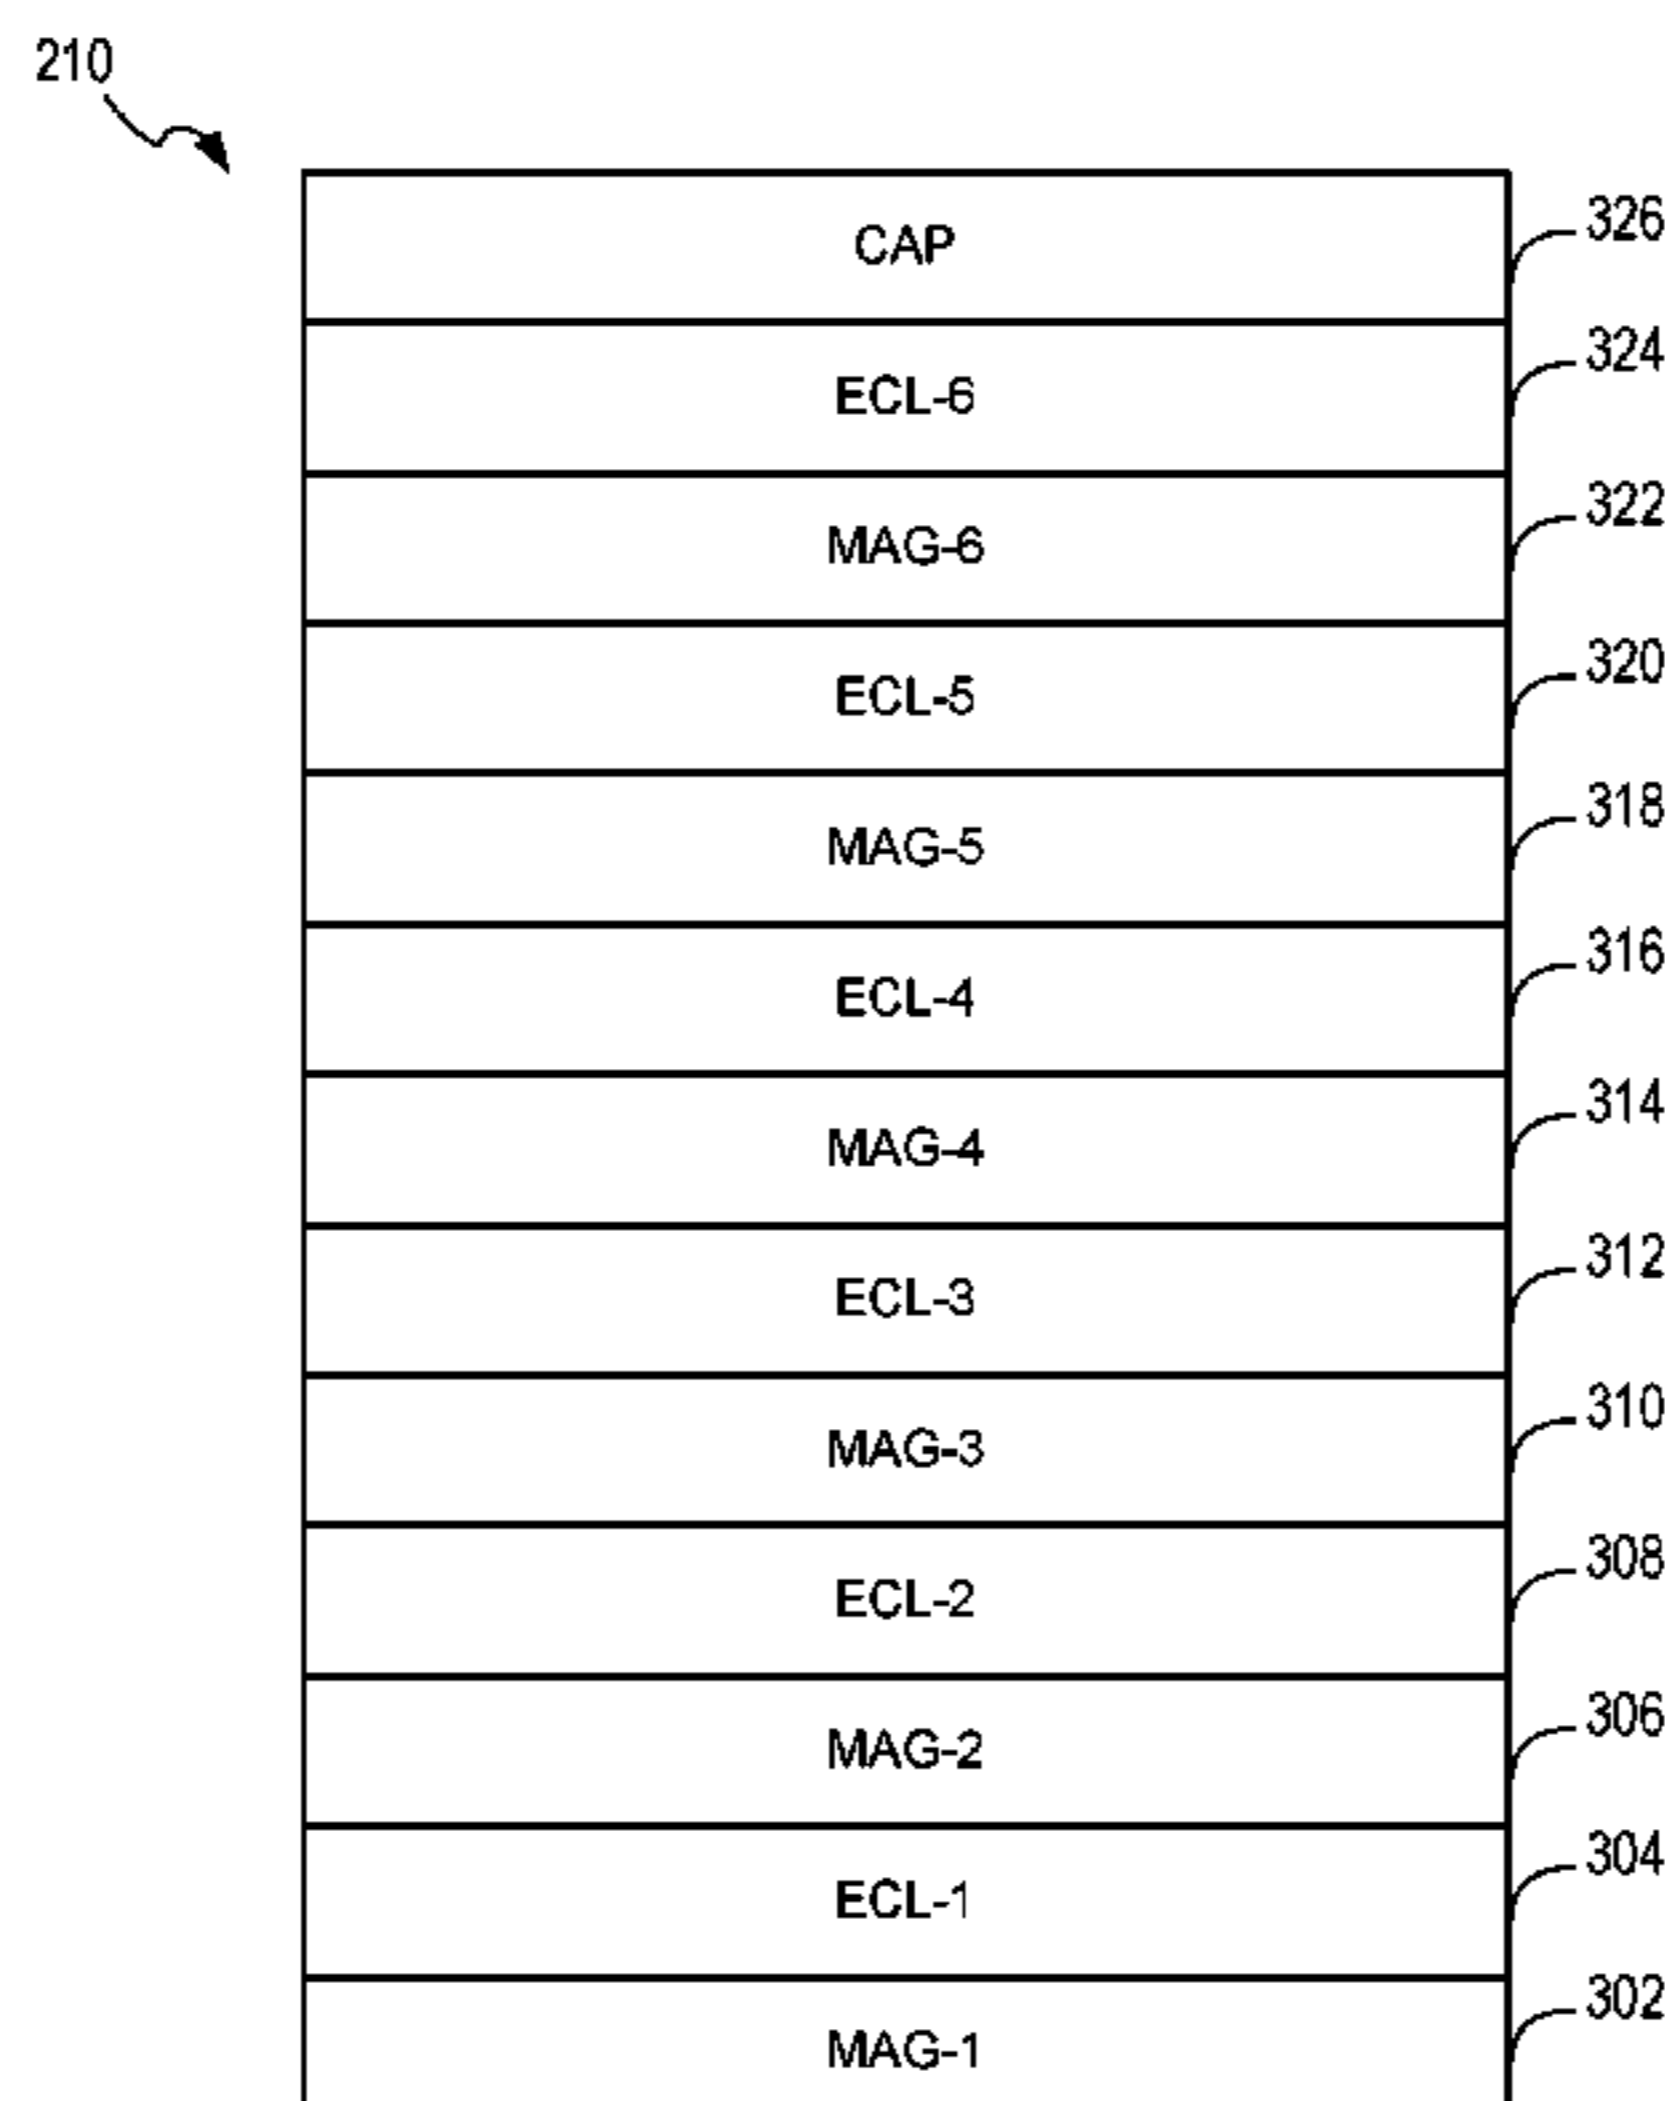 210
CAP 326
ECL-6 324
MAG-6 322
ECL-5 320
MAG-5 318
ECL-4 316
MAG-4 314
ECL-3 312
MAG-3 310
ECL-2 308
MAG-2 306
ECL-1 304
MAG-1 302